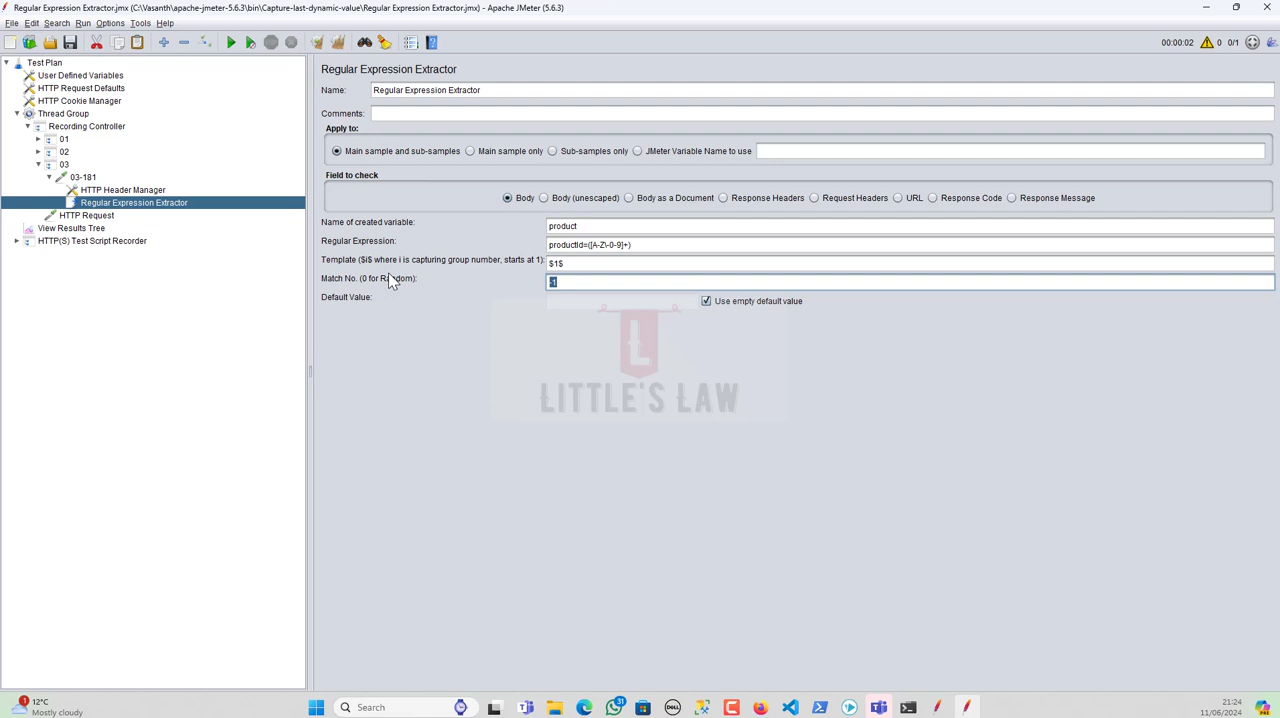 Regular Expression Extractor.jmx (C:\Vasanth\apache-jmeter-5.6.3\bin\Capture-last-dynamic-value\Regular Expression Extractor.jmx) - Apache JMeter (5.6.3)
File Edit Search Run Options Tools Help
00:00:02 0 0/1
Test Plan
User Defined Variables
HTTP Request Defaults
HTTP Cookie Manager
Thread Group
Recording Controller
01
02
03
03-181
HTTP Header Manager
Regular Expression Extractor
HTTP Request
View Results Tree
HTTP(S) Test Script Recorder
Regular Expression Extractor
Name: Regular Expression Extractor
Comments:
Apply to:
Main sample and sub-samples Main sample only Sub-samples only JMeter Variable Name to use
Field to check
Body Body (unescaped) Body as a Document Response Headers Request Headers URL Response Code Response Message
Name of created variable: product
Regular Expression: productId=([A-Z\-0-9]+)
Template ($i$ where i is capturing group number, starts at 1): $1$
Match No. (0 for Random): -1
Default Value: Use empty default value
L
LITTLE'S LAW
1 12°C
Mostly cloudy
Search
31
DELL
21:24
11/06/2024